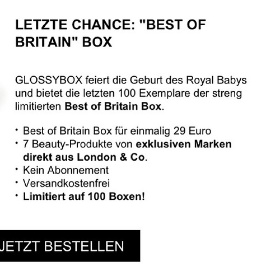 LETZTE CHANCE: "BEST OF
BRITAIN" BOX
GLOSSYBOX feiert die Geburt des Royal Babys
und bietet die letzten 100 Exemplare der streng
limitierten Best of Britain Box.
· Best of Britain Box für einmalig 29 Euro
· 7 Beauty-Produkte von exklusiven Marken
direkt aus London & Co.
· Kein Abonnement
· Versandkostenfrei
· Limitiert auf 100 Boxen!
JETZT BESTELLEN